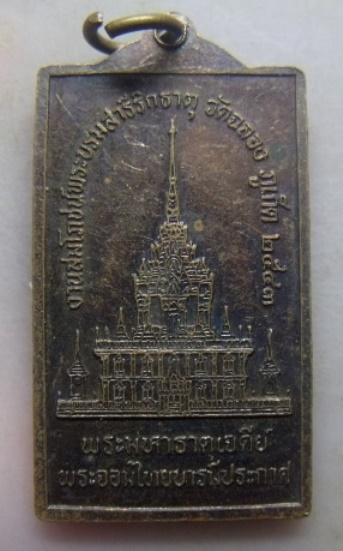 งานสมโภชน์พระบรมสารีริกธาตุ วัดฉลอง ภูเก็ต ๒๕๔๓
พระมหาธาตุเจดีย์
พระจอมไทยบารมีประกาศ